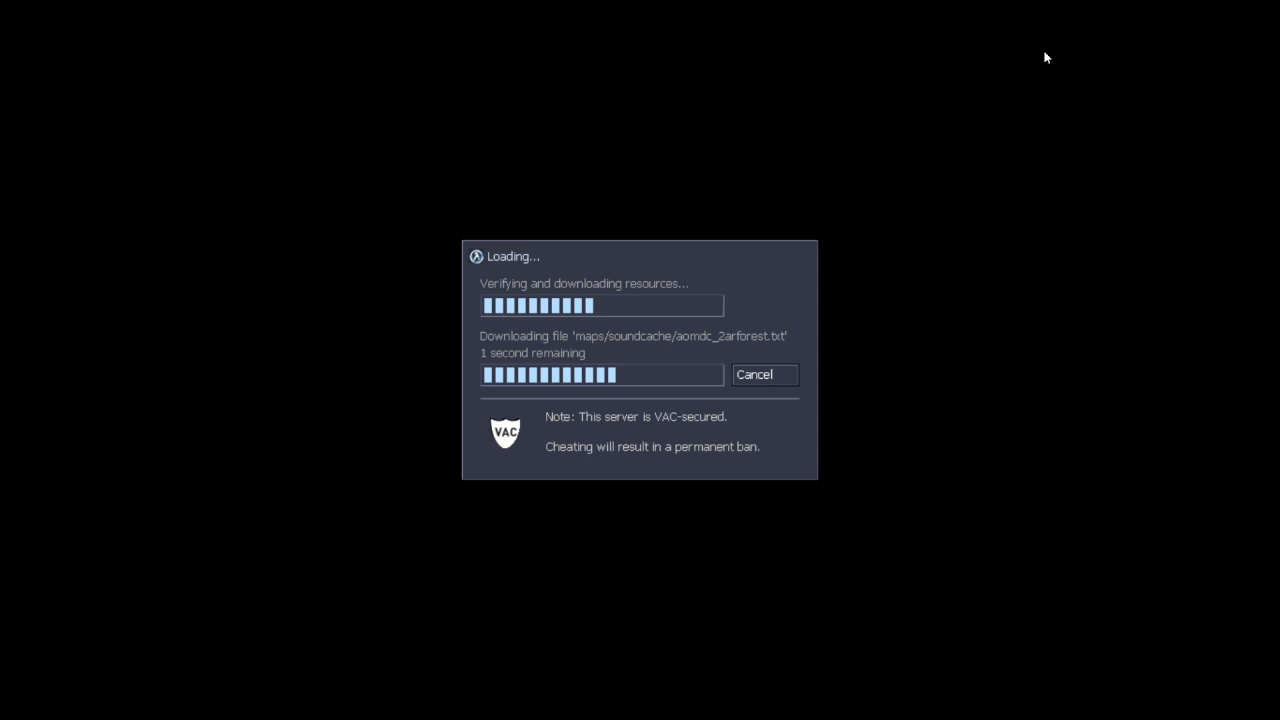 Loading...
Verifying and downloading resources...
Downloading file 'maps/soundcache/aomdc_2arforest.txt'
1 second remaining
Cancel
Note: This server is VAC-secured.
VAC
Cheating will result in a permanent ban.